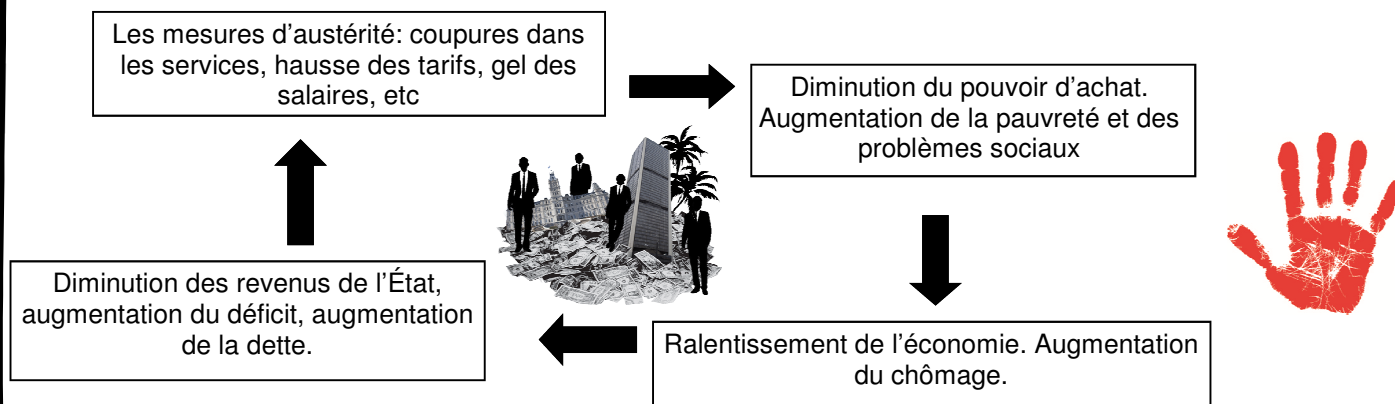 Les mesures d’austérité: coupures dans
les services, hausse des tarifs, gel des
salaires, etc
Diminution du pouvoir d’achat.
Augmentation de la pauvreté et des
problèmes sociaux
Ralentissement de l’économie. Augmentation
du chômage.
Diminution des revenus de l’État,
augmentation du déficit, augmentation
de la dette.